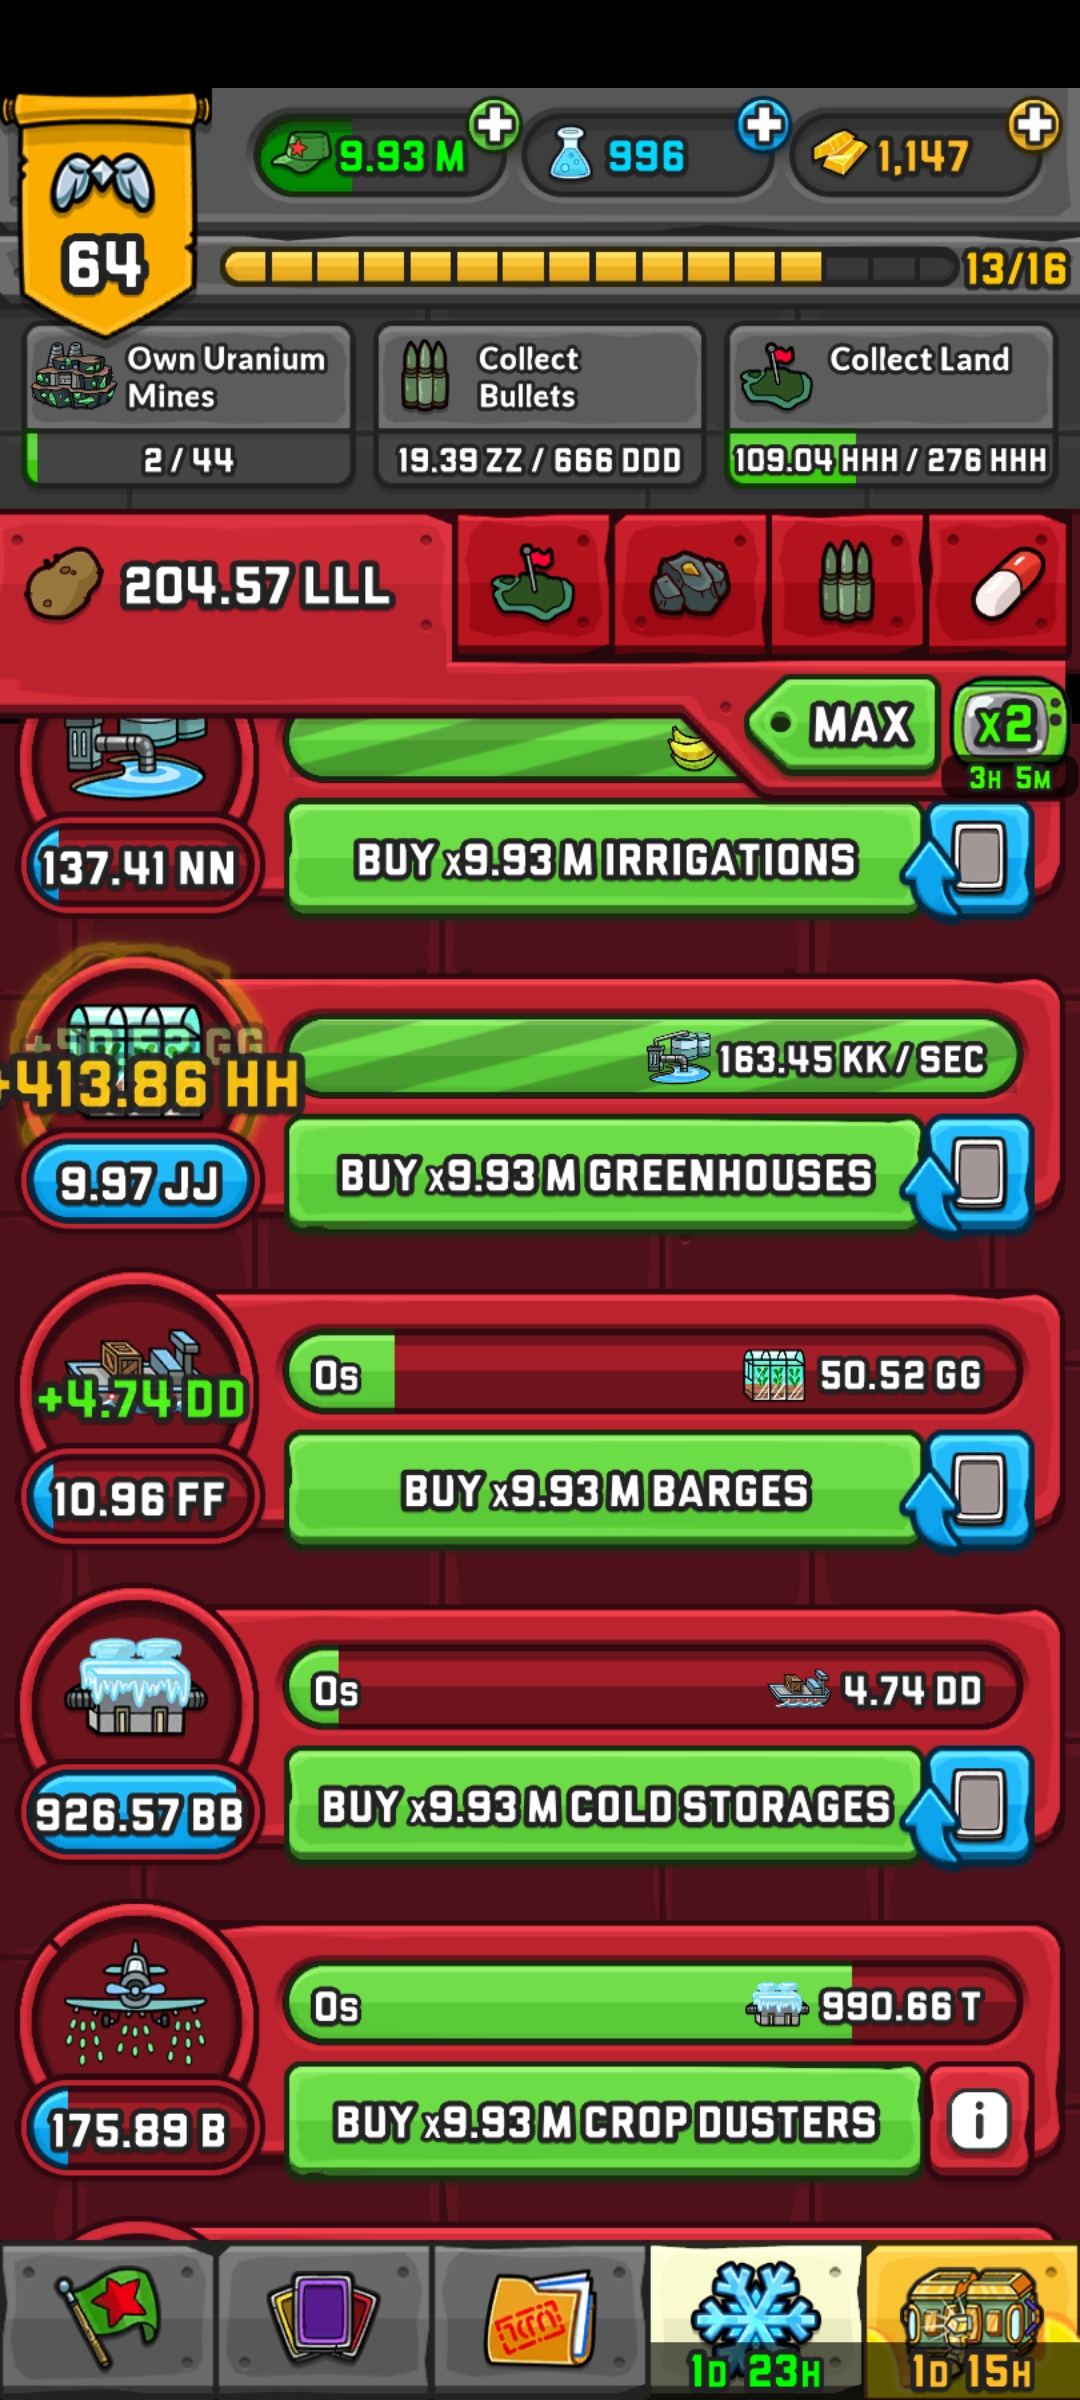 9.93 M
996
1,147
64
13/16
Own Uranium
Mines
2 / 44
Collect
Bullets
19.39 ZZ / 666 DDD
Collect Land
109.04 HHH / 276 HHH
204.57 LLL
MAX
x2
3H 5M
137.41 NN
BUY x9.93 M IRRIGATIONS
+50.52 GG
+413.86 HH
163.45 KK / SEC
9.97 JJ
BUY x9.93 M GREENHOUSES
0s
50.52 GG
+4.74 DD
10.96 FF
BUY x9.93 M BARGES
0s
4.74 DD
926.57 BB
BUY x9.93 M COLD STORAGES
0s
990.66 T
175.89 B
BUY x9.93 M CROP DUSTERS
i
1D 23H
1D 15H